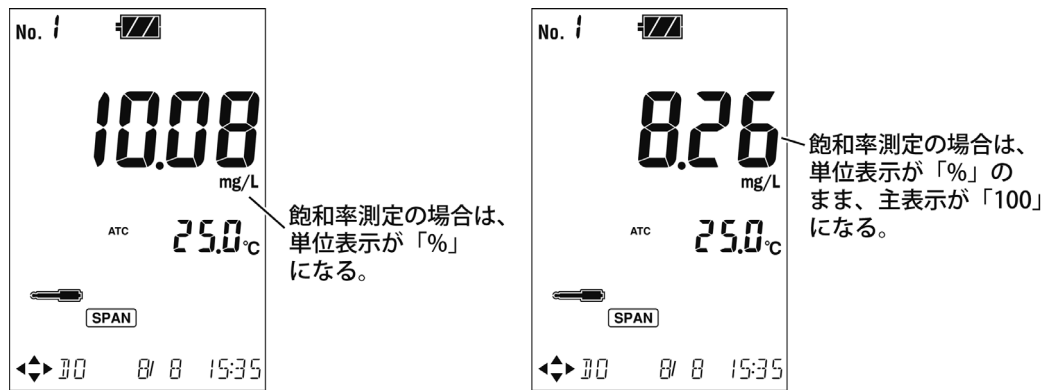 No. 1
10.08
mg/L
飽和率測定の場合は、
単位表示が「%」
になる。
ATC
25.0℃
SPAN
DO 8/ 8 15:35
No. 1
8.26
mg/L
飽和率測定の場合は、
単位表示が「%」の
まま、主表示が「100」
になる。
ATC
25.0℃
SPAN
DO 8/ 8 15:35